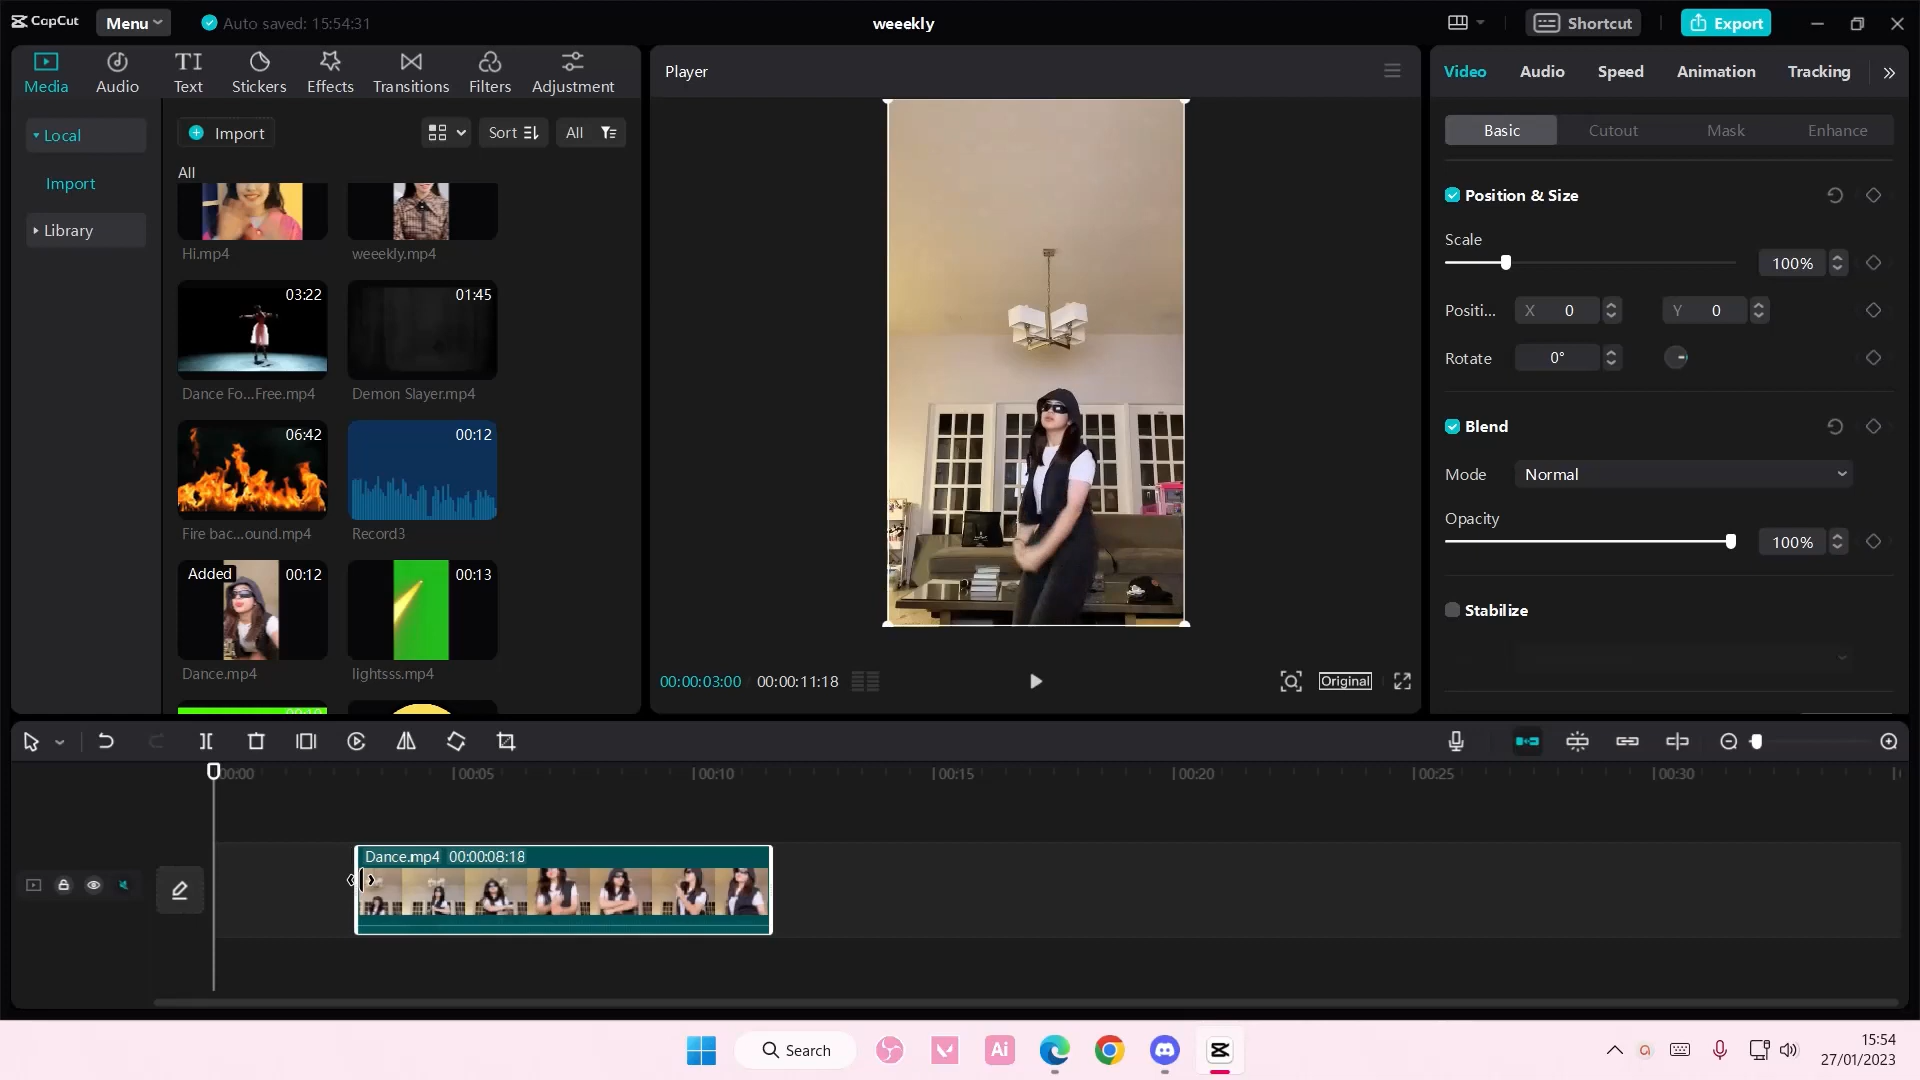 CapCut
Menu
Auto saved: 15:54:31
weeekly
Shortcut
Export
Media
Audio
TI
Text
Stickers
Effects
Transitions
Filters
Adjustment
Local
Import
Library
Import
Sort
All
All
Hi.mp4
weeekly.mp4
03:22
Dance Fo...Free.mp4
01:45
Demon Slayer.mp4
06:42
Fire bac...ound.mp4
00:12
Record3
Added
00:12
Dance.mp4
00:13
lightsss.mp4
Player
00:00:03:00
00:00:11:18
Original
Video
Audio
Speed
Animation
Tracking
Basic
Cutout
Mask
Enhance
Position & Size
Scale
100%
Positi...
X 0
Y 0
Rotate
0°
Blend
Mode
Normal
Opacity
100%
Stabilize
00:00
00:05
00:10
00:15
00:20
00:25
00:30
Dance.mp4 00:00:08:18
Search
Ai
15:54
27/01/2023